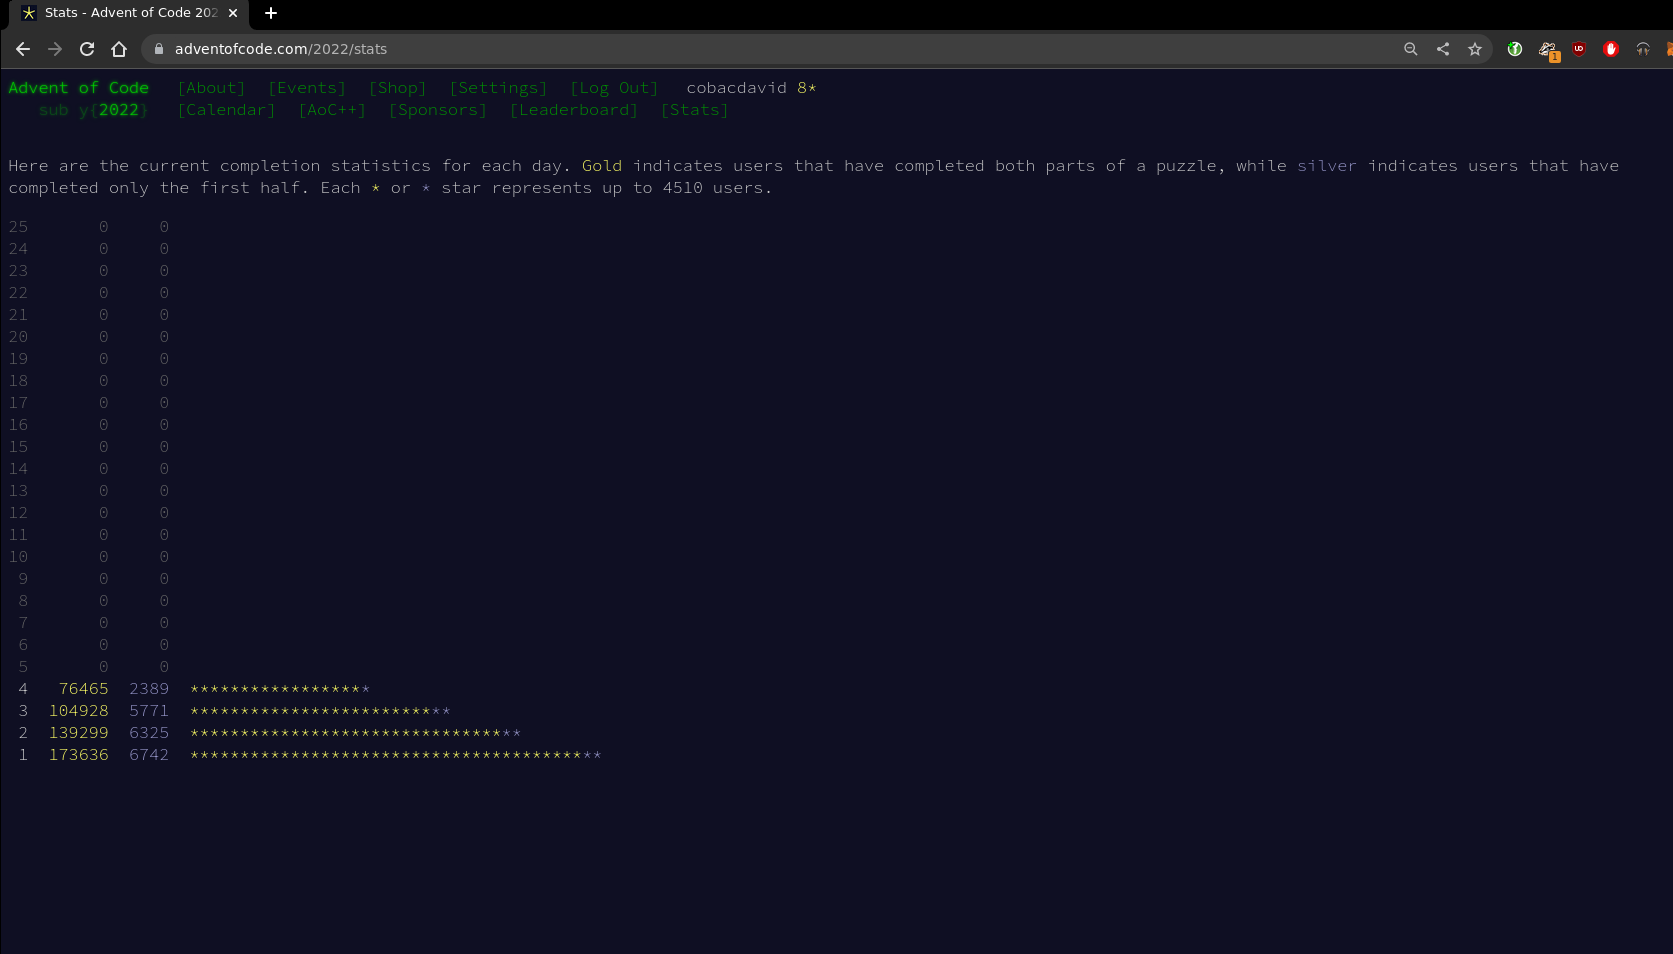 Stats - Advent of Code 202
adventofcode.com/2022/stats
Advent of Code [About] [Events] [Shop] [Settings] [Log Out] cobacdavid 8*
sub y{2022} [Calendar] [AoC++] [Sponsors] [Leaderboard] [Stats]
Here are the current completion statistics for each day. Gold indicates users that have completed both parts of a puzzle, while silver indicates users that have
completed only the first half. Each * or * star represents up to 4510 users.
25 0 0
24 0 0
23 0 0
22 0 0
21 0 0
20 0 0
19 0 0
18 0 0
17 0 0
16 0 0
15 0 0
14 0 0
13 0 0
12 0 0
11 0 0
10 0 0
9 0 0
8 0 0
7 0 0
6 0 0
5 0 0
4 76465 2389 ******************
3 104928 5771 **************************
2 139299 6325 *********************************
1 173636 6742 *****************************************